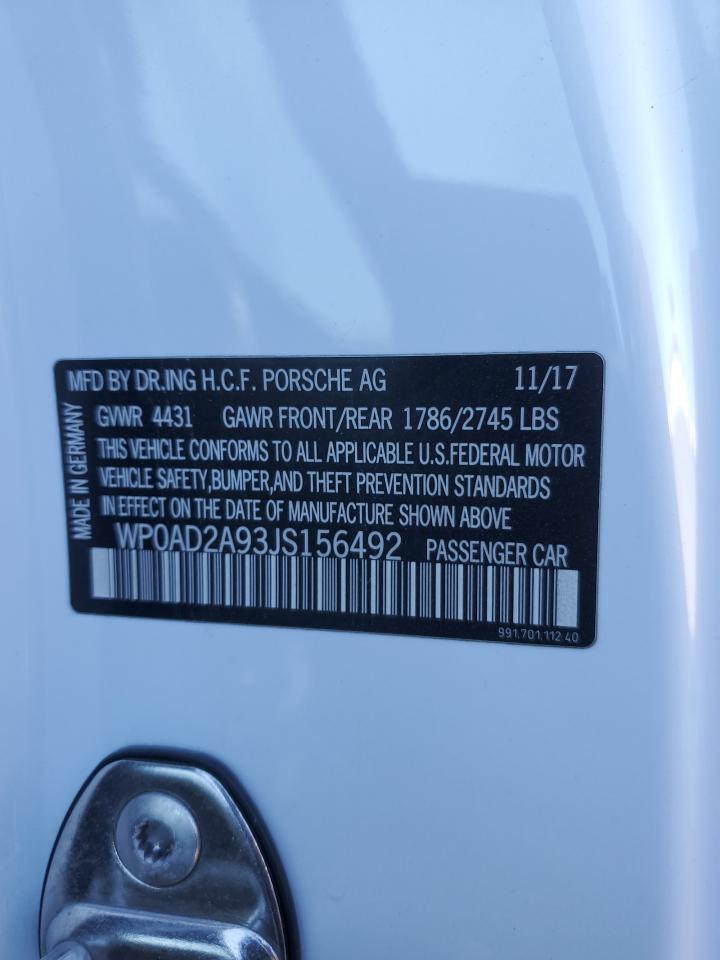 MFD BY DR.ING H.C.F. PORSCHE AG 11/17
MADE IN GERMANY
GVWR 4431 GAWR FRONT/REAR 1786/2745 LBS
THIS VEHICLE CONFORMS TO ALL APPLICABLE U.S.FEDERAL MOTOR
VEHICLE SAFETY,BUMPER,AND THEFT PREVENTION STANDARDS
IN EFFECT ON THE DATE OF MANUFACTURE SHOWN ABOVE
WP0AD2A93JS156492 PASSENGER CAR
991.701.112 40